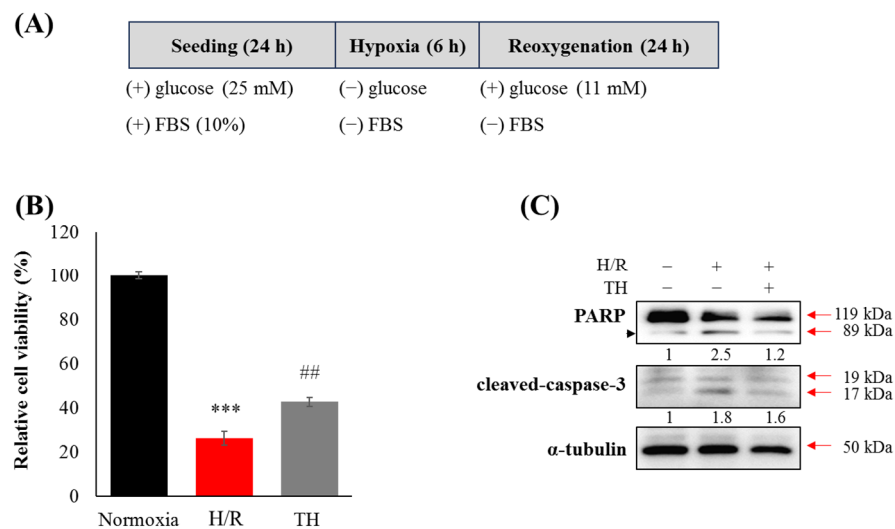 (A)
Seeding (24 h) Hypoxia (6 h) Reoxygenation (24 h)
(+) glucose (25 mM) (−) glucose (+) glucose (11 mM)
(+) FBS (10%) (−) FBS (−) FBS
(B)
Relative cell viability (%)
120
100
80
60
40
20
0
***
##
Normoxia H/R TH
(C)
H/R − + +
TH − − +
PARP 119 kDa
89 kDa
1 2.5 1.2
cleaved-caspase-3 19 kDa
17 kDa
1 1.8 1.6
α-tubulin 50 kDa